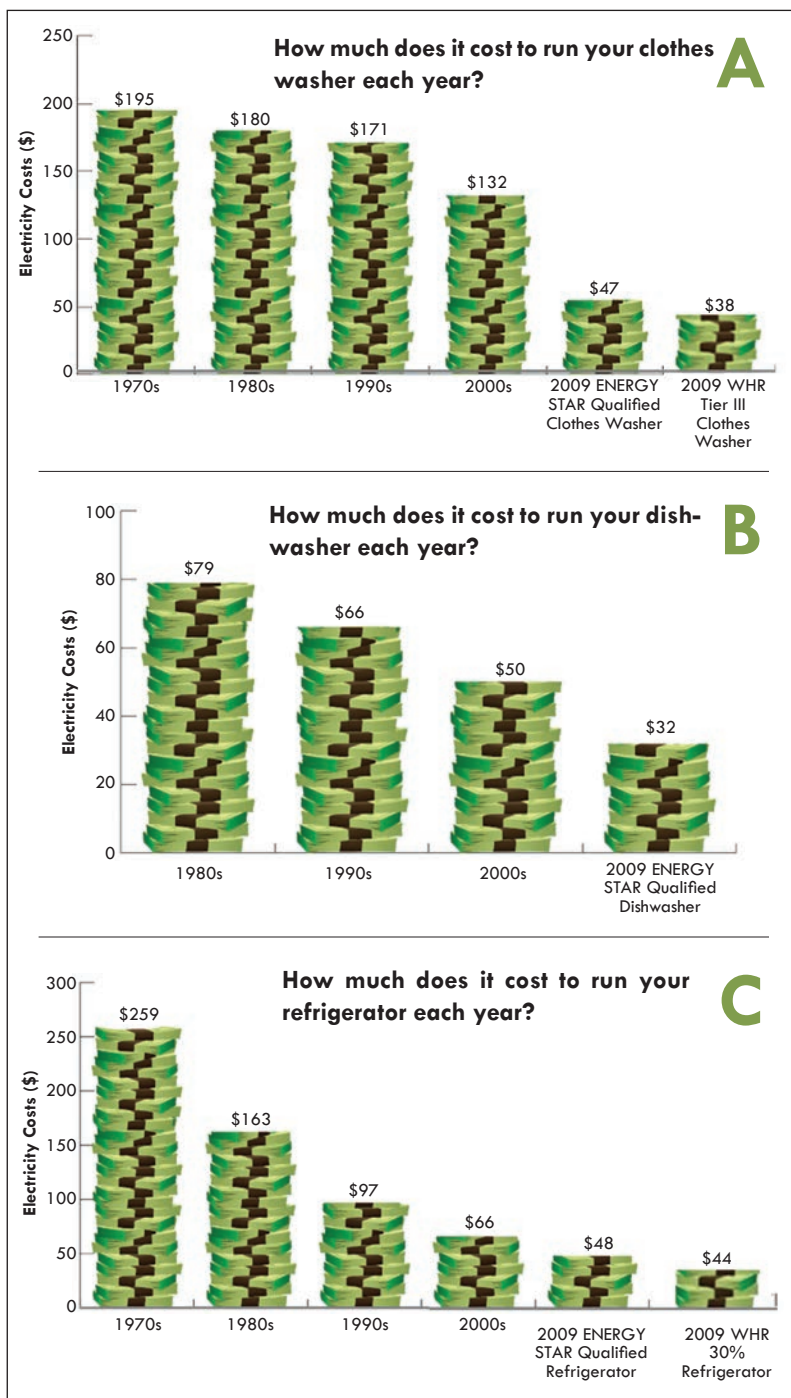 How much does it cost to run your clothes
washer each year?
A
Electricity Costs ($)
250
200
150
100
50
0
$195
$180
$171
$132
$47
$38
1970s
1980s
1990s
2000s
2009 ENERGY
STAR Qualified
Clothes Washer
2009 WHR
Tier III
Clothes
Washer
How much does it cost to run your dish-
washer each year?
B
Electricity Costs ($)
100
80
60
40
20
0
$79
$66
$50
$32
1980s
1990s
2000s
2009 ENERGY
STAR Qualified
Dishwasher
How much does it cost to run your
refrigerator each year?
C
Electricity Costs ($)
300
250
200
150
100
50
0
$259
$163
$97
$66
$48
$44
1970s
1980s
1990s
2000s
2009 ENERGY
STAR Qualified
Refrigerator
2009 WHR
30%
Refrigerator